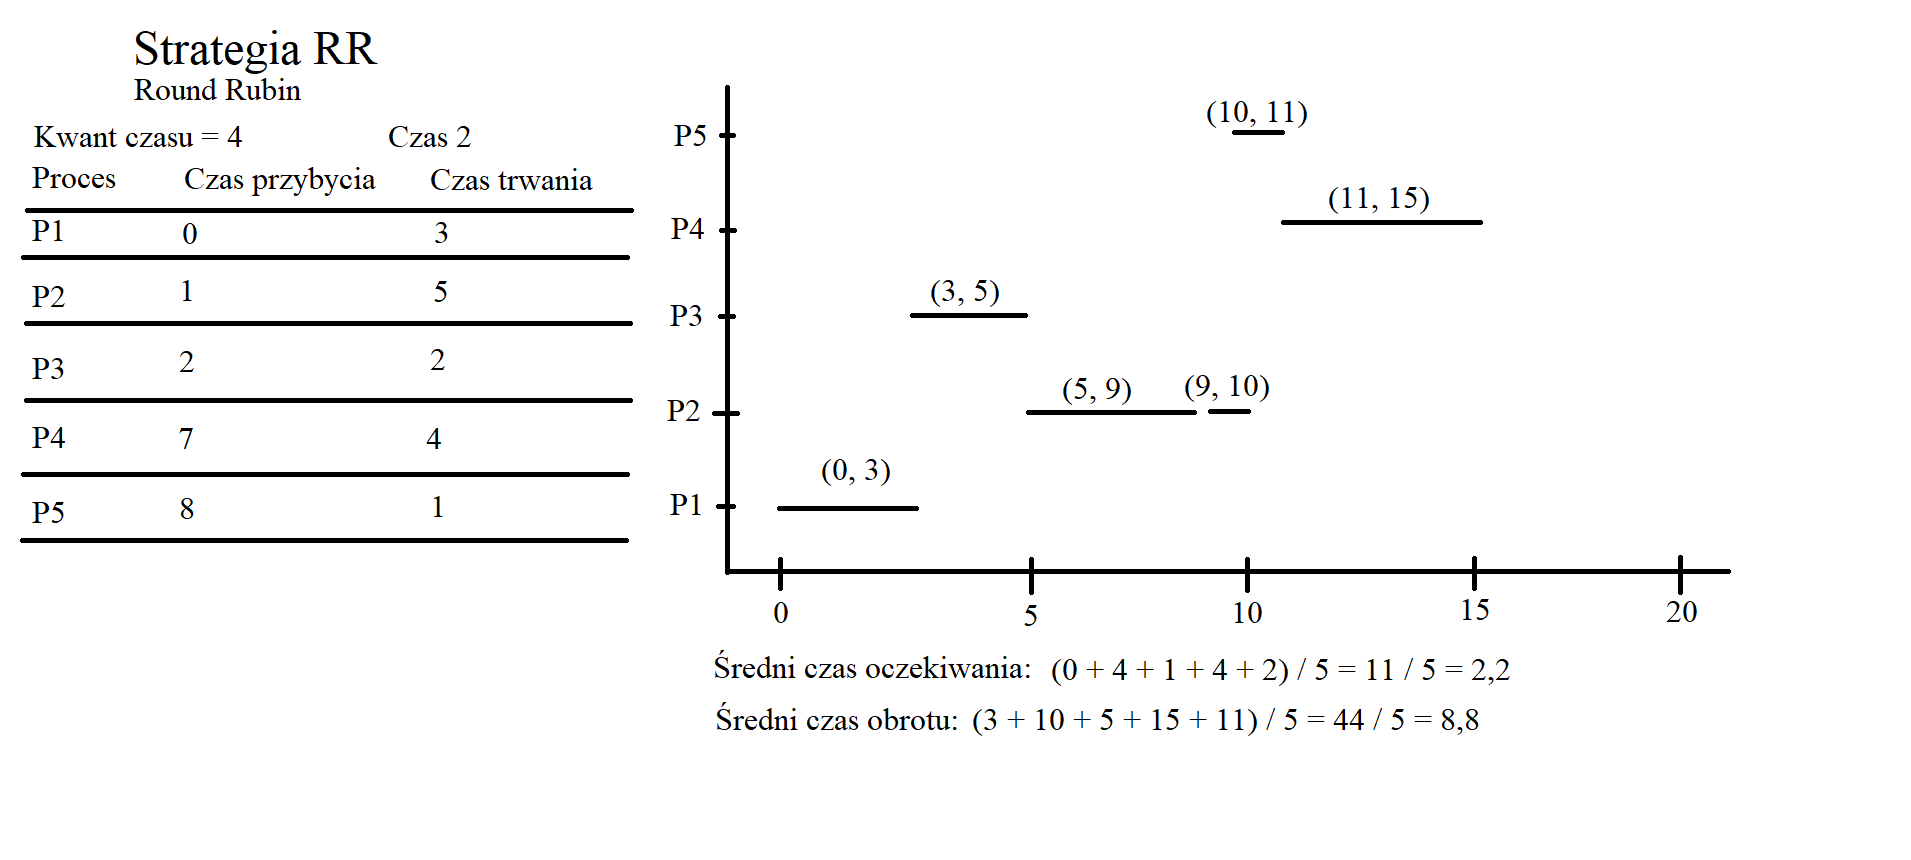 Strategia RR
Round Rubin
Kwant czasu = 4 Czas 2
Proces Czas przybycia Czas trwania
P1 0 3
P2 1 5
P3 2 2
P4 7 4
P5 8 1
(10, 11)
P5
(11, 15)
P4
(3, 5)
P3
(5, 9) (9, 10)
P2
(0, 3)
P1
0 5 10 15 20
Średni czas oczekiwania: (0 + 4 + 1 + 4 + 2) / 5 = 11 / 5 = 2,2
Średni czas obrotu: (3 + 10 + 5 + 15 + 11) / 5 = 44 / 5 = 8,8